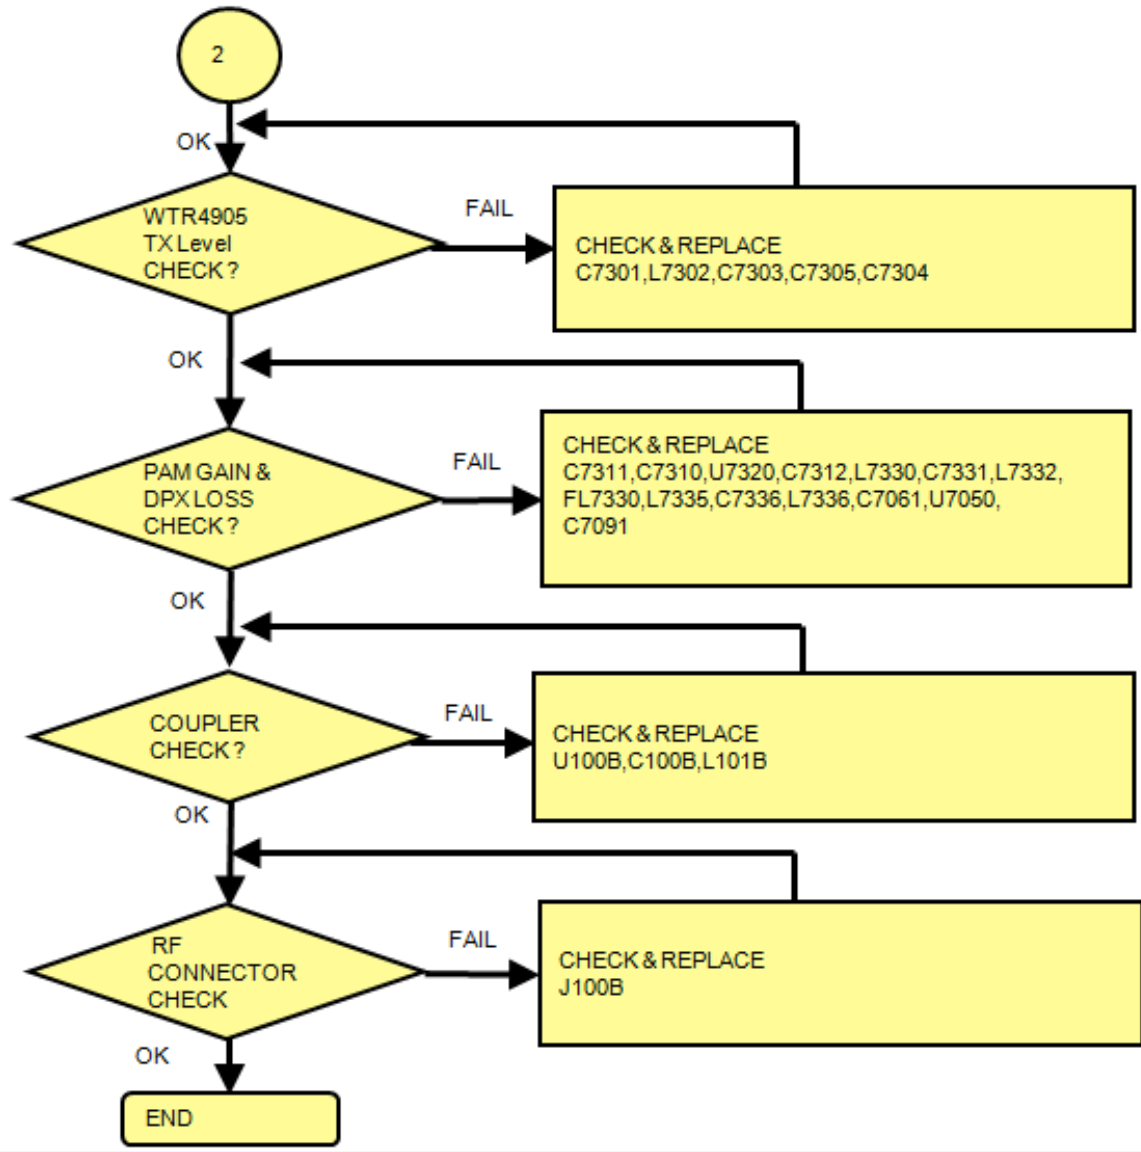 2
OK
WTR4905
TX Level
CHECK ?
FAIL
CHECK & REPLACE
C7301,L7302,C7303,C7305,C7304
OK
PAM GAIN &
DPX LOSS
CHECK ?
FAIL
CHECK & REPLACE
C7311,C7310,U7320,C7312,L7330,C7331,L7332,
FL7330,L7335,C7336,L7336,C7061,U7050,
C7091
OK
COUPLER
CHECK ?
FAIL
CHECK & REPLACE
U100B,C100B,L101B
OK
RF
CONNECTOR
CHECK
FAIL
CHECK & REPLACE
J100B
OK
END